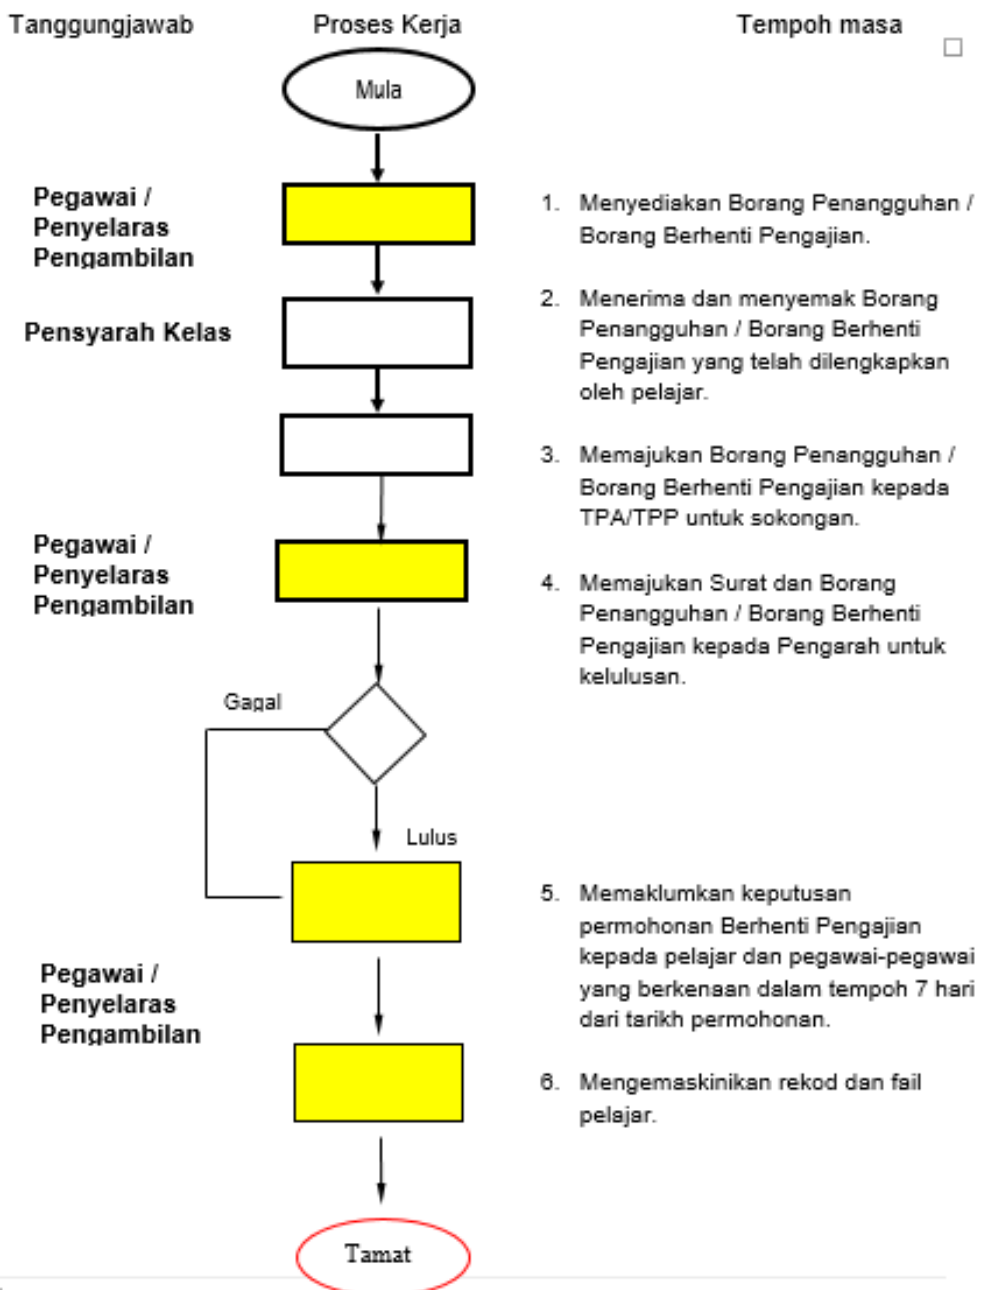 Tanggungjawab
Proses Kerja
Tempoh masa
Mula
Pegawai /
Penyelaras
Pengambilan
1. Menyediakan Borang Penangguhan /
Borang Berhenti Pengajian.
Pensyarah Kelas
2. Menerima dan menyemak Borang
Penangguhan / Borang Berhenti
Pengajian yang telah dilengkapkan
oleh pelajar.
3. Memajukan Borang Penangguhan /
Borang Berhenti Pengajian kepada
TPA/TPP untuk sokongan.
Pegawai /
Penyelaras
Pengambilan
4. Memajukan Surat dan Borang
Penangguhan / Borang Berhenti
Pengajian kepada Pengarah untuk
kelulusan.
Gagal
Lulus
5. Memaklumkan keputusan
permohonan Berhenti Pengajian
kepada pelajar dan pegawai-pegawai
yang berkenaan dalam tempoh 7 hari
dari tarikh permohonan.
Pegawai /
Penyelaras
Pengambilan
6. Mengemaskinikan rekod dan fail
pelajar.
Tamat